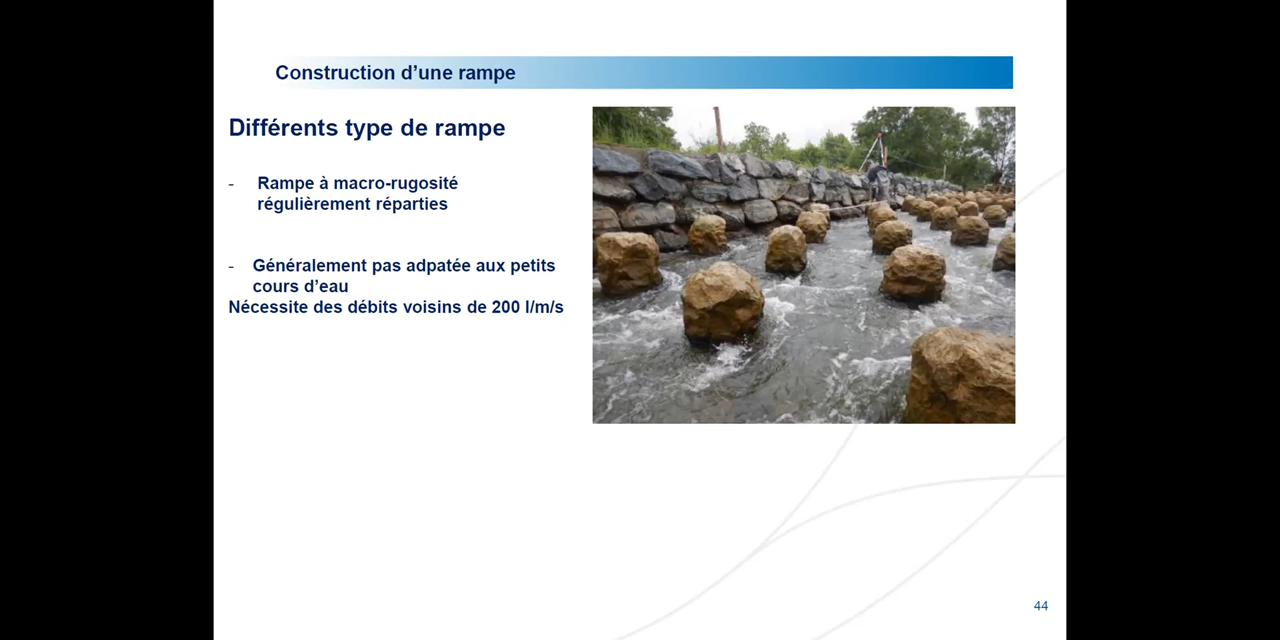 Construction d’une rampe
Différents type de rampe
- Rampe à macro-rugosité
régulièrement réparties
- Généralement pas adpatée aux petits
cours d’eau
Nécessite des débits voisins de 200 l/m/s
44